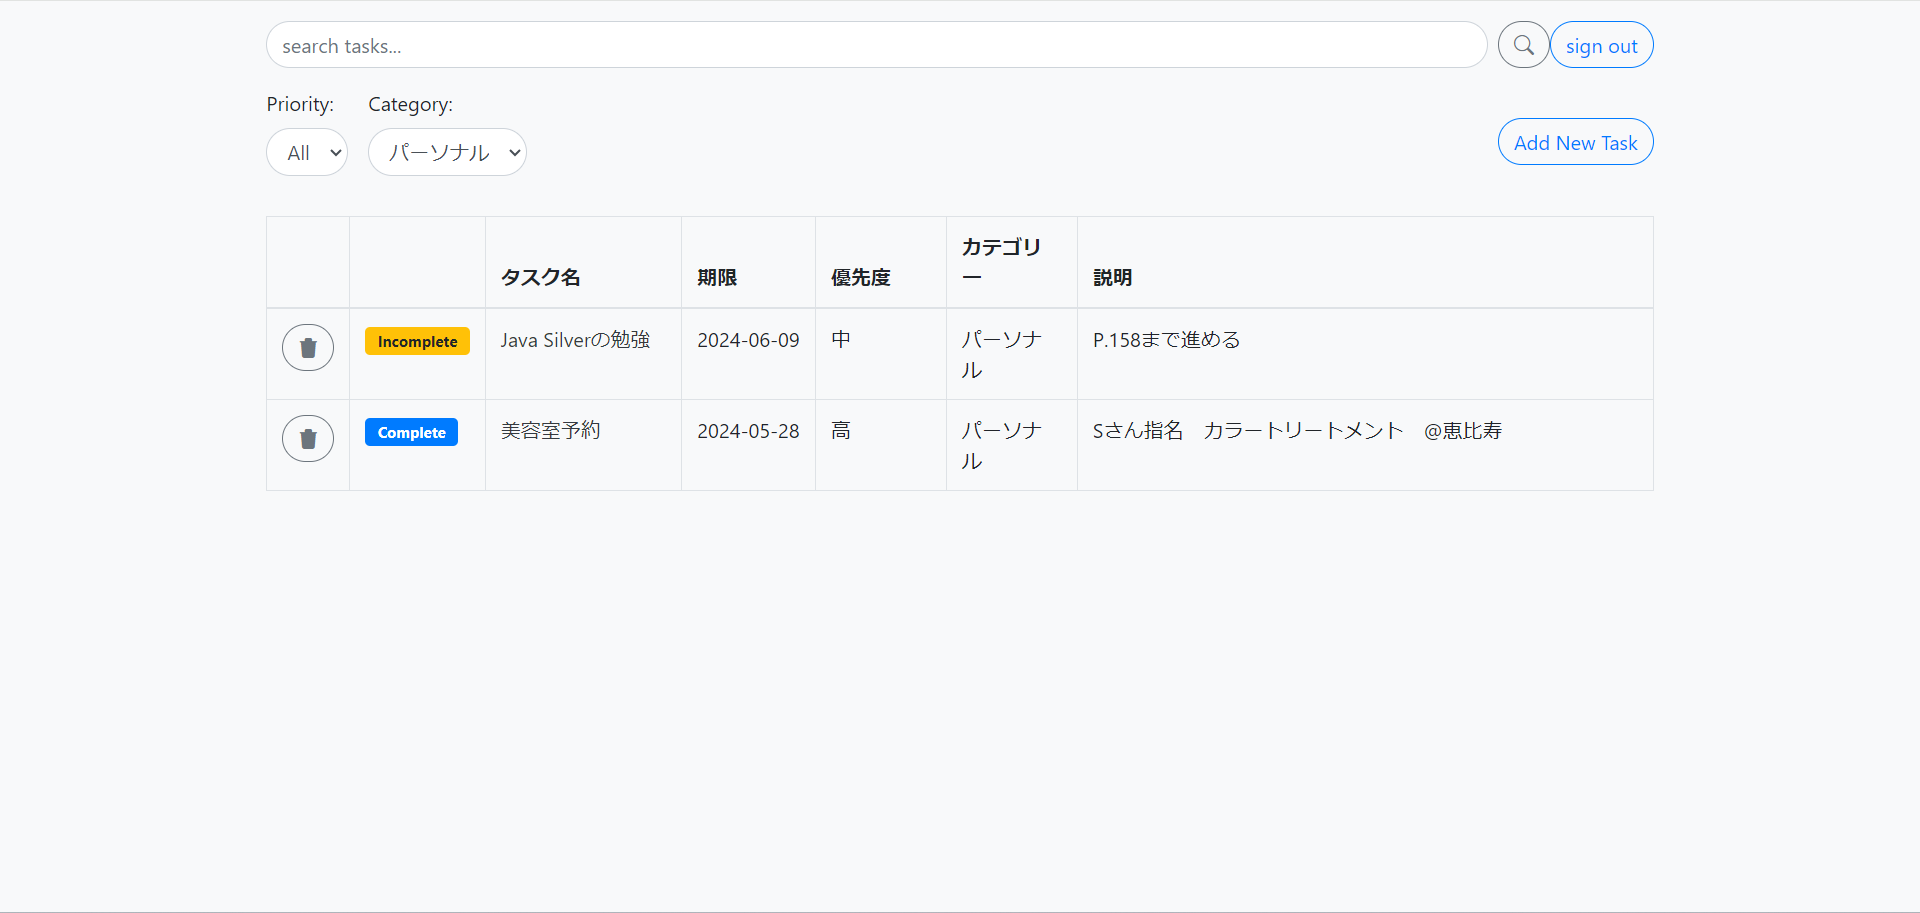 search tasks...
sign out
Priority:
Category:
All
パーソナル
Add New Task
タスク名
期限
優先度
カテゴリ
ー
説明
Incomplete
Java Silverの勉強
2024-06-09
中
パーソナ
ル
P.158まで進める
Complete
美容室予約
2024-05-28
高
パーソナ
ル
Sさん指名　カラートリートメント　@恵比寿